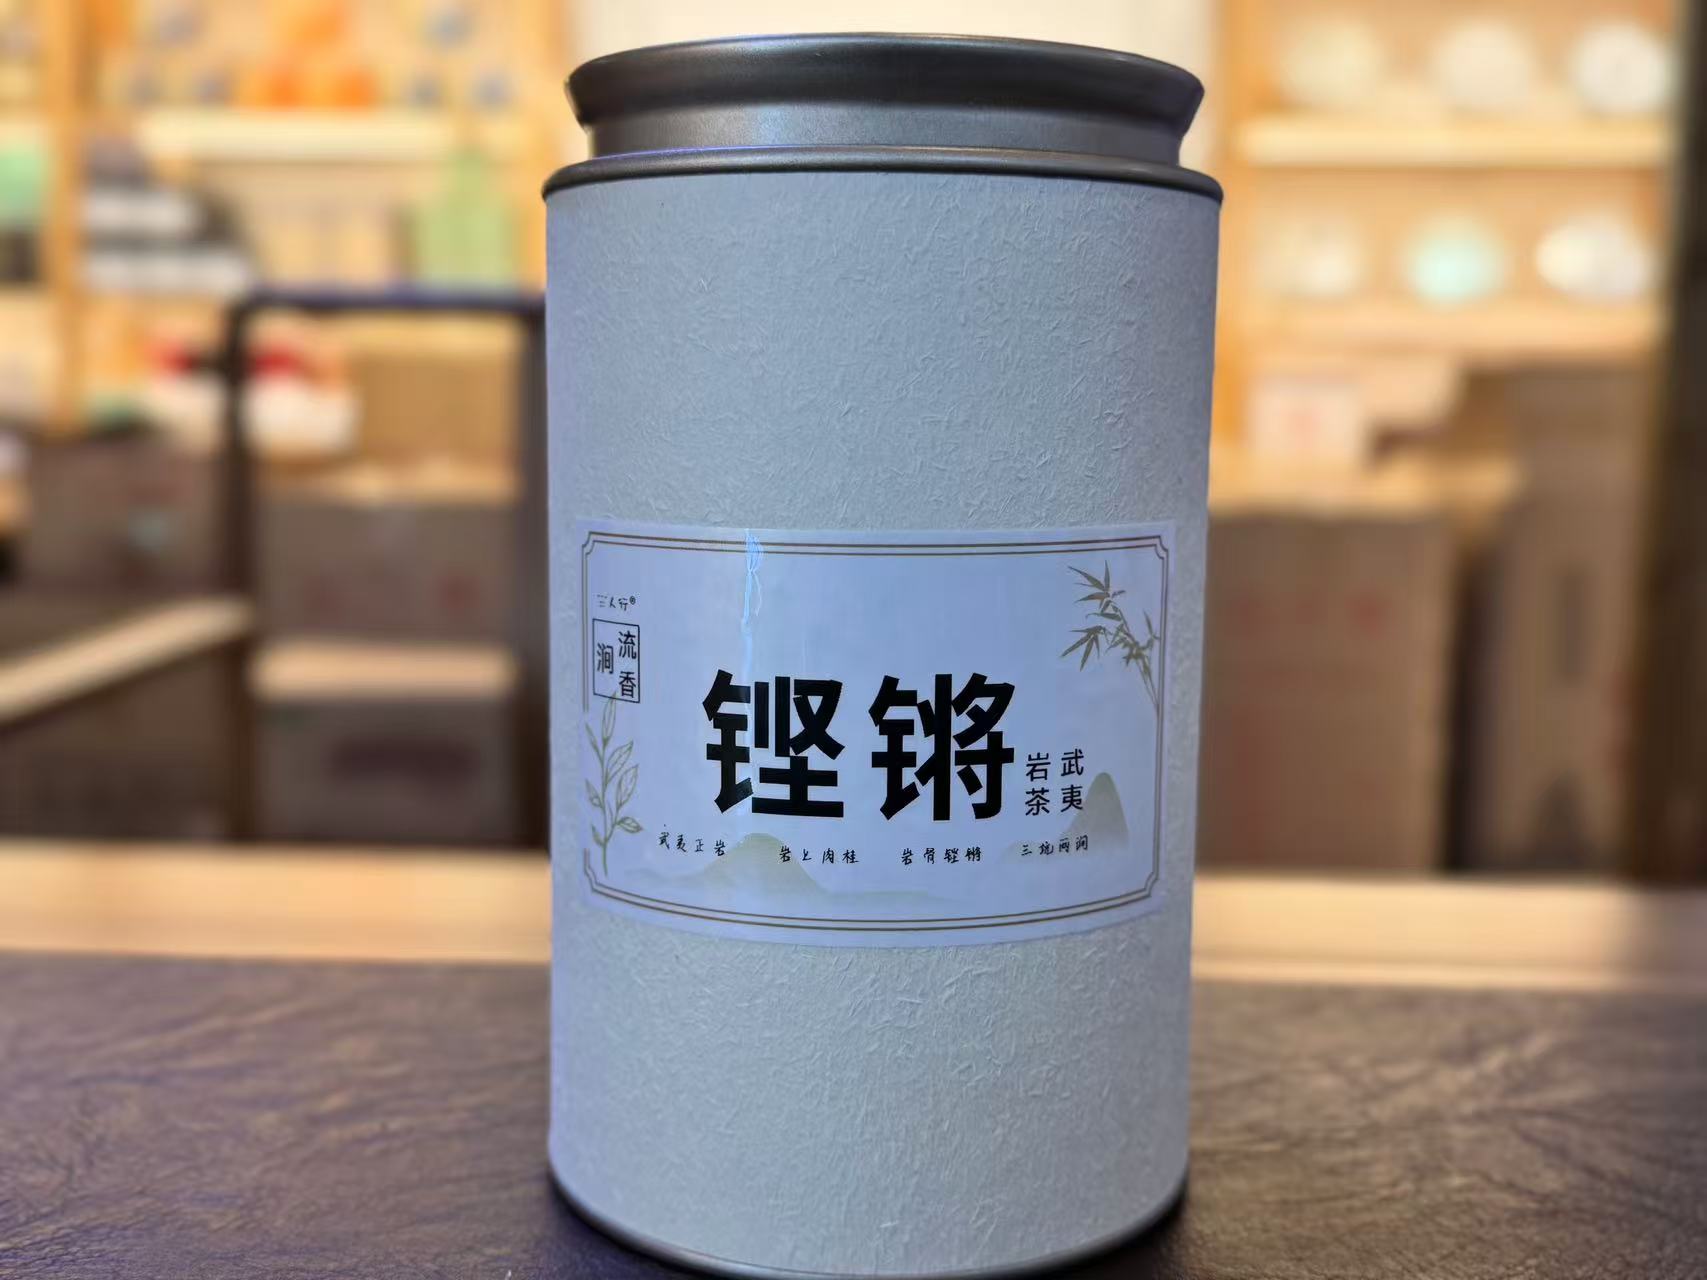 三人行®
流香
涧
铿锵
武夷
岩茶
武夷正岩 岩上肉桂 岩骨铿锵 三坑两涧